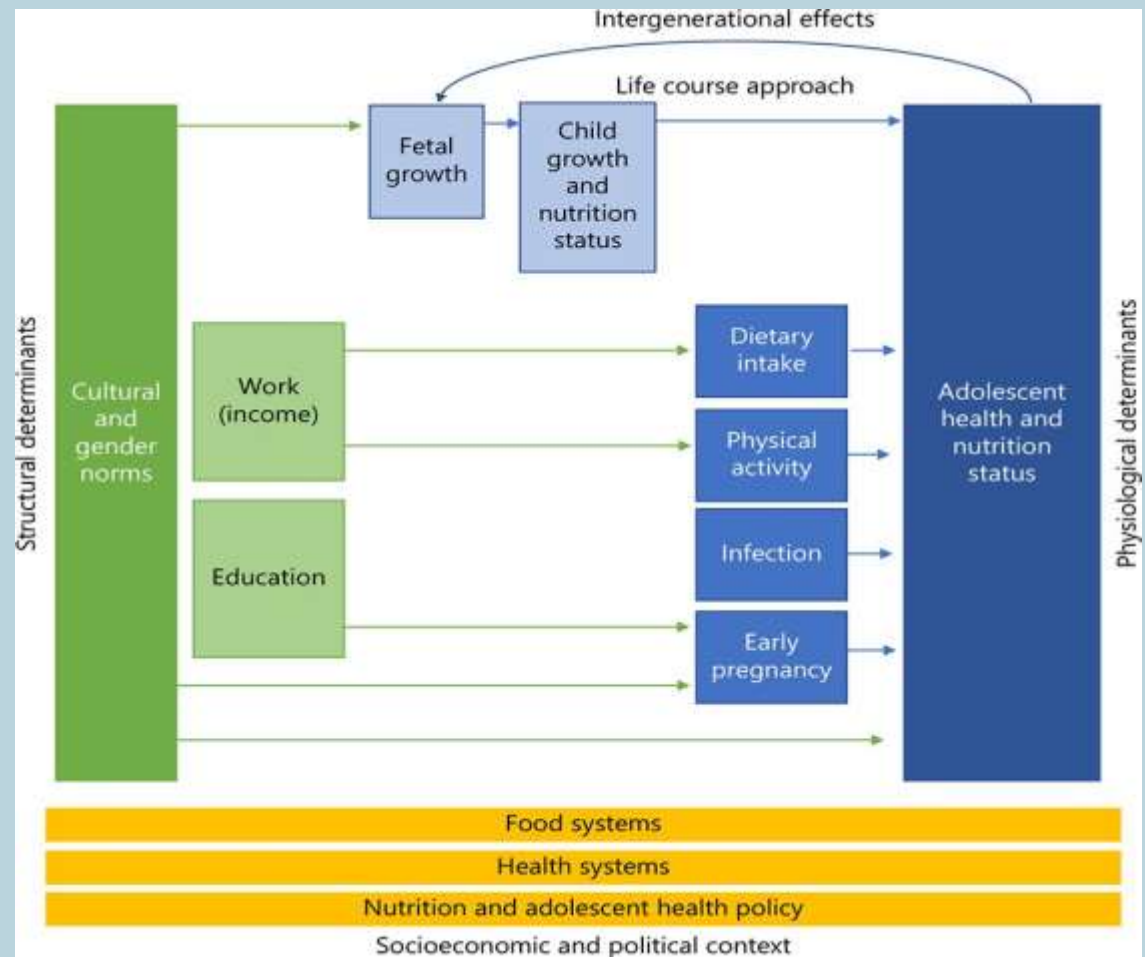 Intergenerational effects
Life course approach
Fetal
growth
Child
growth
and
nutrition
status
Structural determinants
Cultural
and
gender
norms
Work
(income)
Education
Dietary
intake
Physical
activity
Infection
Early
pregnancy
Adolescent
health and
nutrition
status
Physiological determinants
Food systems
Health systems
Nutrition and adolescent health policy
Socioeconomic and political context